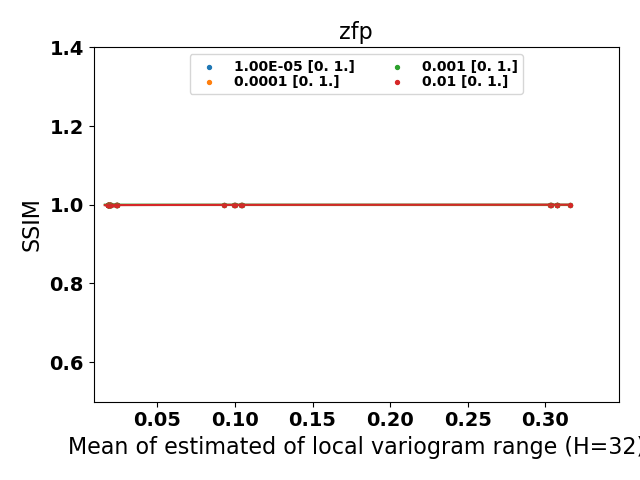 zfp
1.4
1.2
1.0
0.8
0.6
SSIM
1.00E-05 [0. 1.]
0.0001 [0. 1.]
0.001 [0. 1.]
0.01 [0. 1.]
0.05 0.10 0.15 0.20 0.25 0.30
Mean of estimated of local variogram range (H=32)